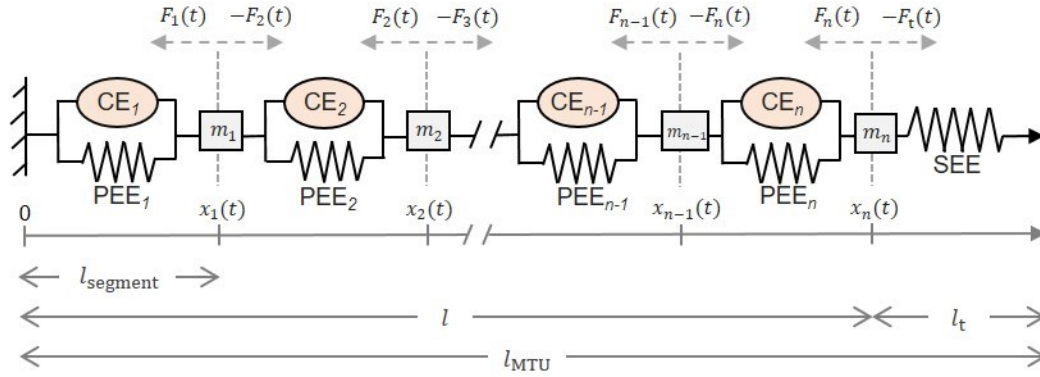 F₁(t) −F₂(t) F₂(t) −F₃(t) Fₙ₋₁(t) −Fₙ(t) Fₙ(t) −Fₜ(t)
CE₁ CE₂ CEₙ₋₁ CEₙ
m₁ m₂ mₙ₋₁ mₙ
SEE
PEE₁ PEE₂ PEEₙ₋₁ PEEₙ
0 x₁(t) x₂(t) xₙ₋₁(t) xₙ(t)
l_segment
l lₜ
l_MTU